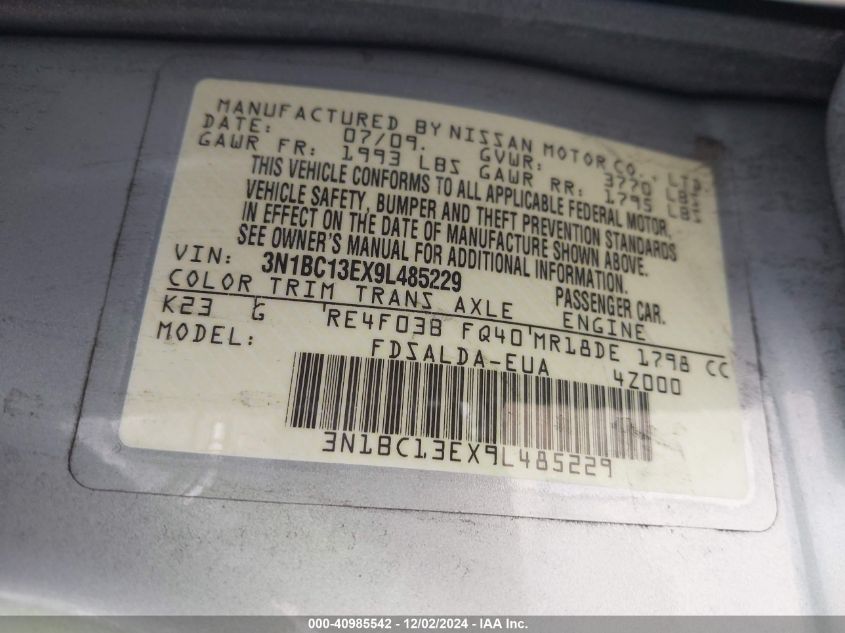 MANUFACTURED BY NISSAN MOTOR CO., LTD.
DATE: 07/09. GVWR: 3770 LBS
GAWR FR: 1993 LBS GAWR RR: 1795 LBS
THIS VEHICLE CONFORMS TO ALL APPLICABLE FEDERAL MOTOR
VEHICLE SAFETY, BUMPER AND THEFT PREVENTION STANDARDS
IN EFFECT ON THE DATE OF MANUFACTURE SHOWN ABOVE.
SEE OWNER'S MANUAL FOR ADDITIONAL INFORMATION.
VIN: 3N1BC13EX9L485229 PASSENGER CAR.
COLOR TRIM TRANS AXLE ENGINE
K23 G RE4F03B FQ40 MR18DE 1798 CC
MODEL: FDSALDA-EUA 4Z000
3N1BC13EX9L485229
000-40985542 - 12/02/2024 - IAA Inc.